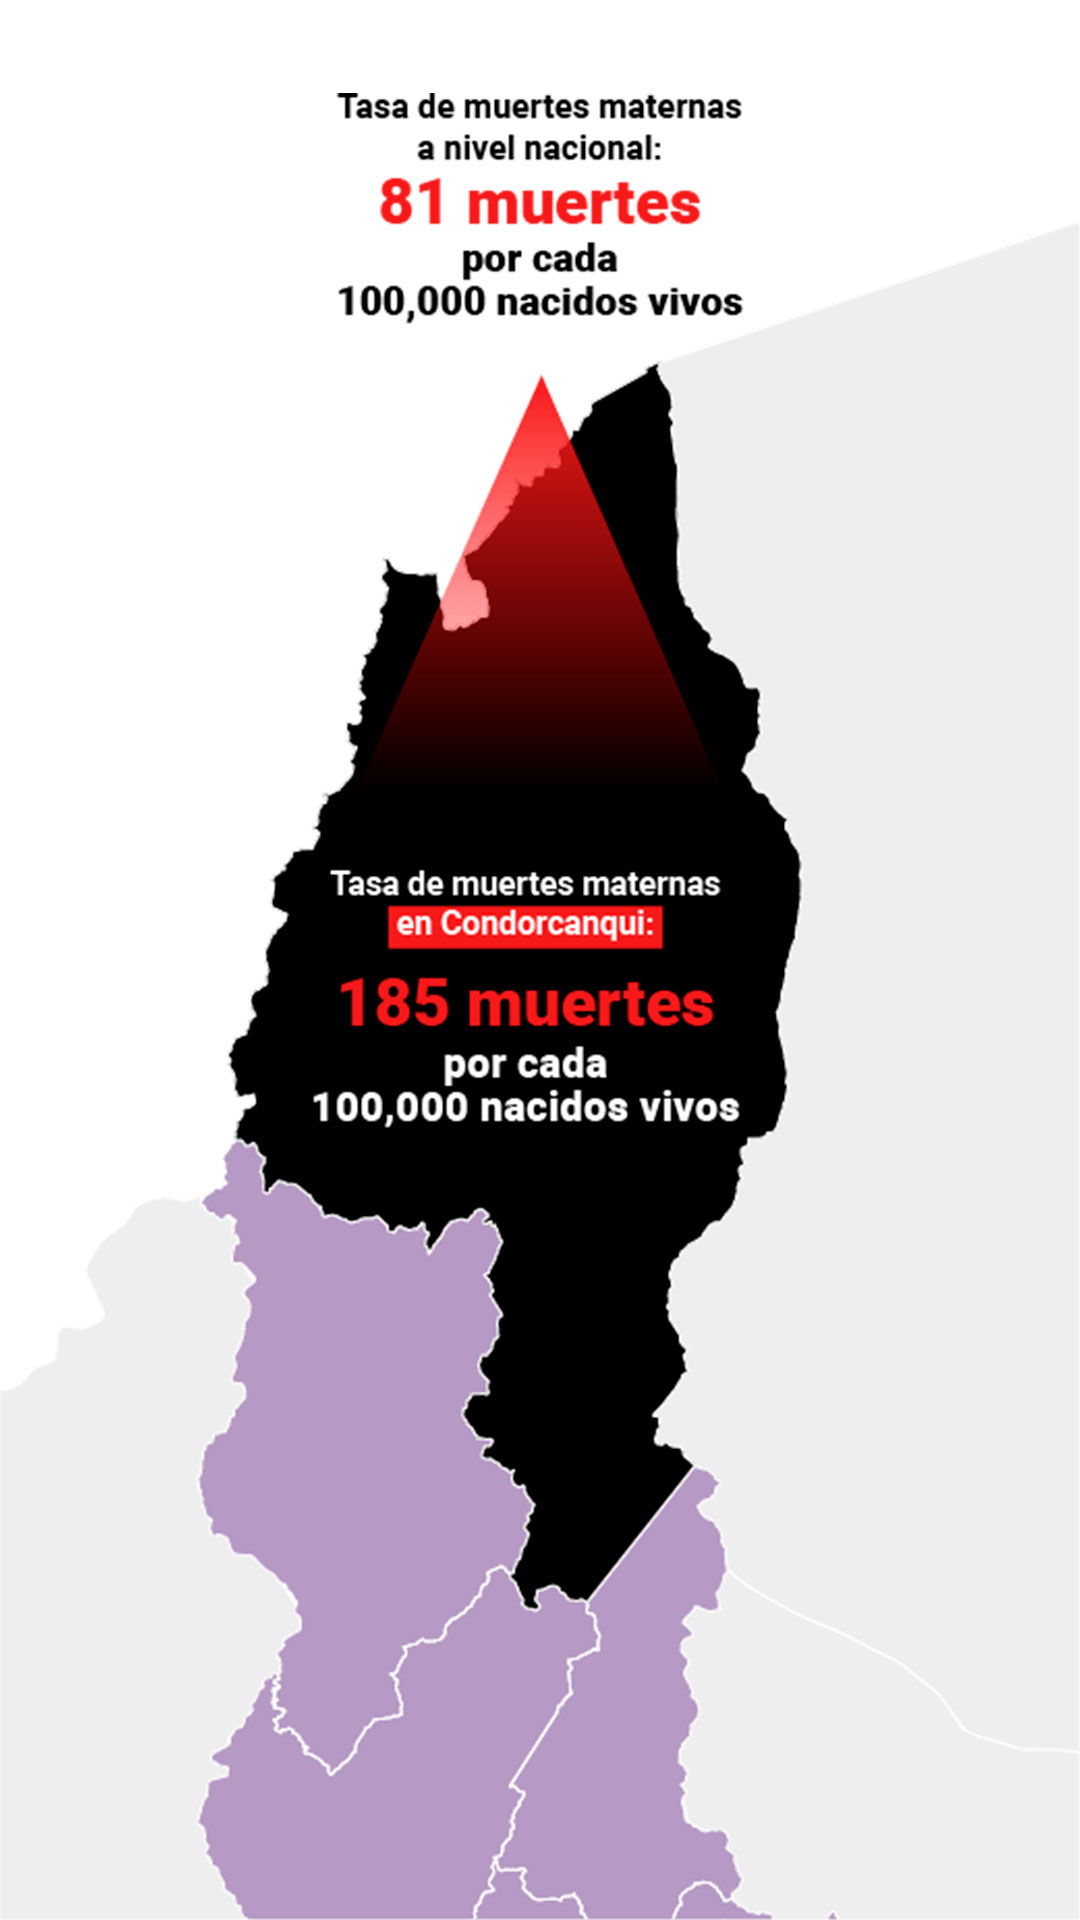 Tasa de muertes maternas
a nivel nacional:
81 muertes
por cada
100,000 nacidos vivos
Tasa de muertes maternas
en Condorcanqui:
185 muertes
por cada
100,000 nacidos vivos